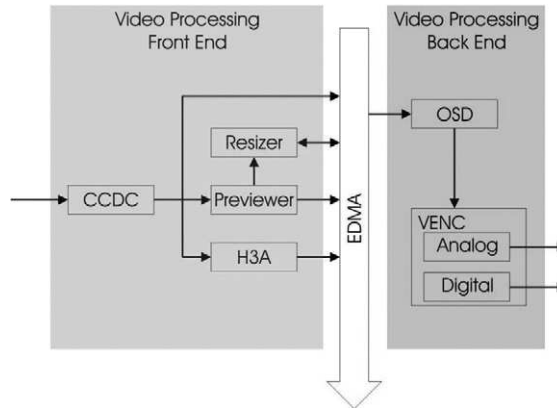 Video Processing
Front End
Video Processing
Back End
OSD
Resizer
CCDC
Previewer
EDMA
VENC
H3A
Analog
Digital